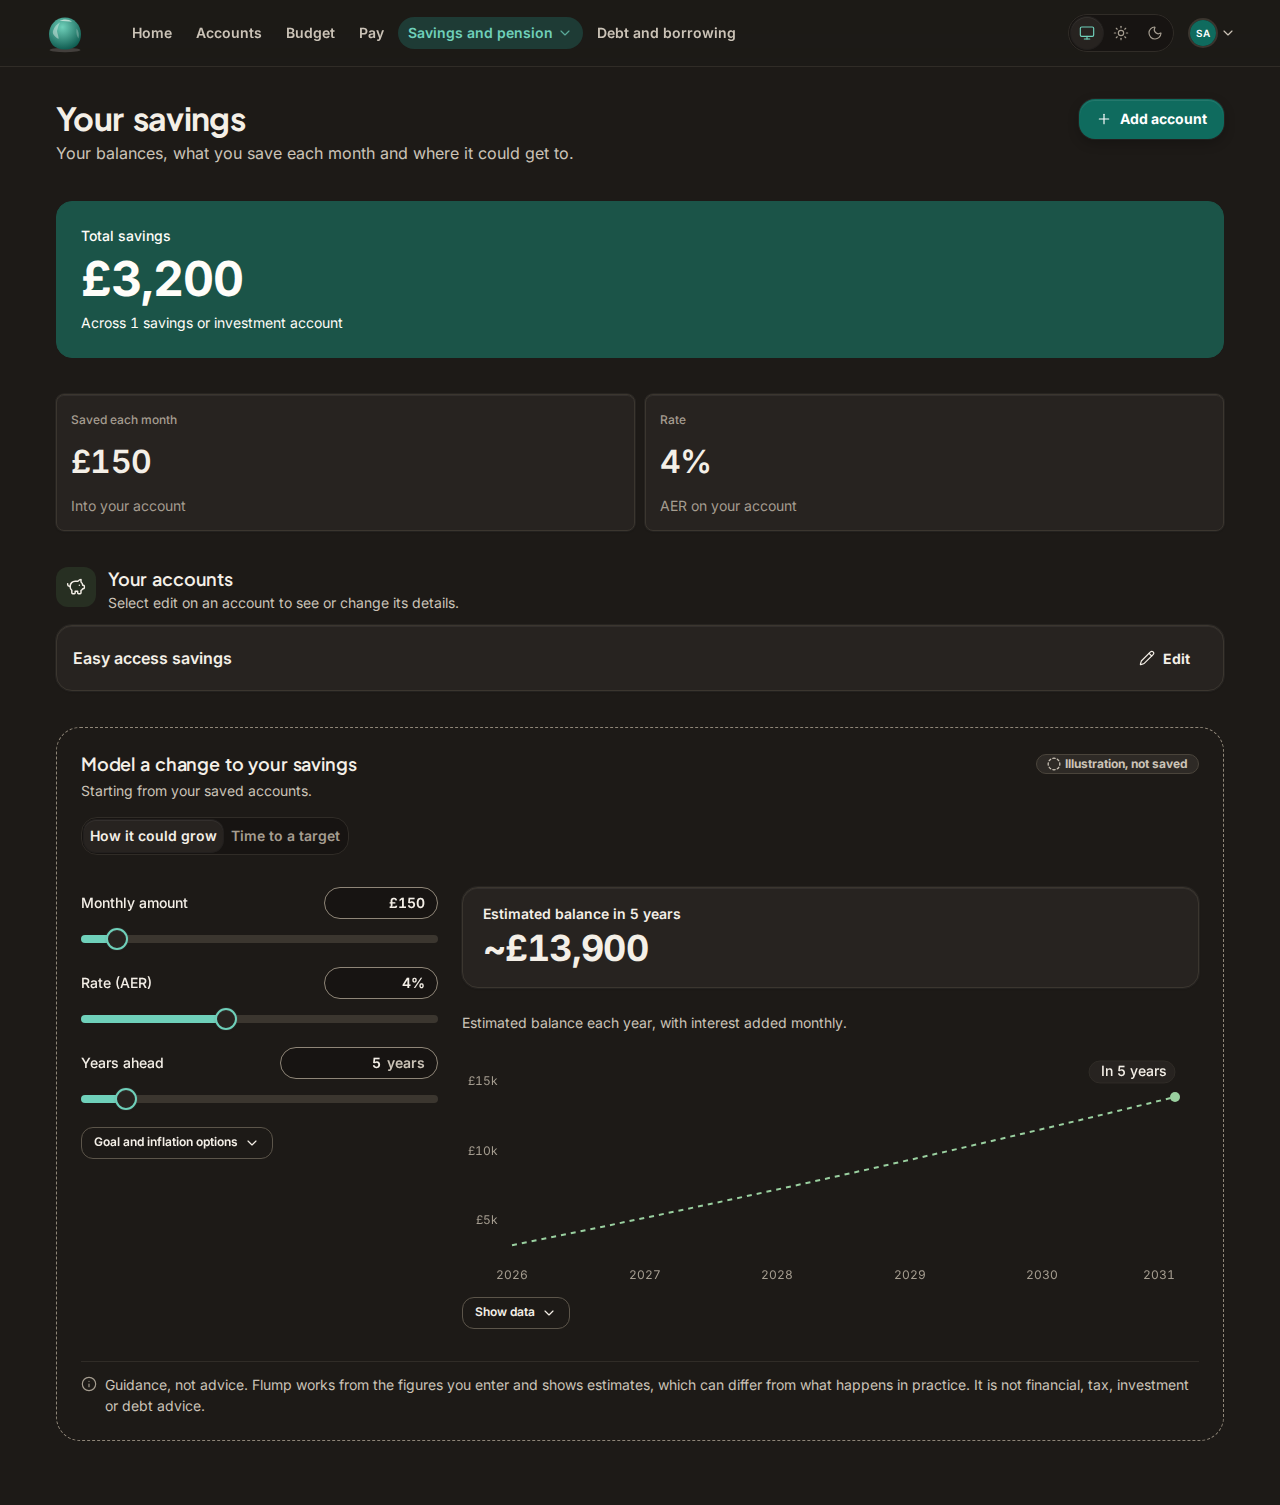 Home
Accounts
Budget
Pay
Savings and pension
Debt and borrowing
SA
Your savings
Your balances, what you save each month and where it could get to.
Add account
Total savings
£3,200
Across 1 savings or investment account
Saved each month
£150
Into your account
Rate
4%
AER on your account
Your accounts
Select edit on an account to see or change its details.
Easy access savings
Edit
Model a change to your savings
Illustration, not saved
Starting from your saved accounts.
How it could grow
Time to a target
Monthly amount
£150
Rate (AER)
4%
Years ahead
5 years
Goal and inflation options
Estimated balance in 5 years
~£13,900
Estimated balance each year, with interest added monthly.
In 5 years
£15k
£10k
£5k
2026 2027 2028 2029 2030 2031
Show data
Guidance, not advice. Flump works from the figures you enter and shows estimates, which can differ from what happens in practice. It is not financial, tax, investment
or debt advice.